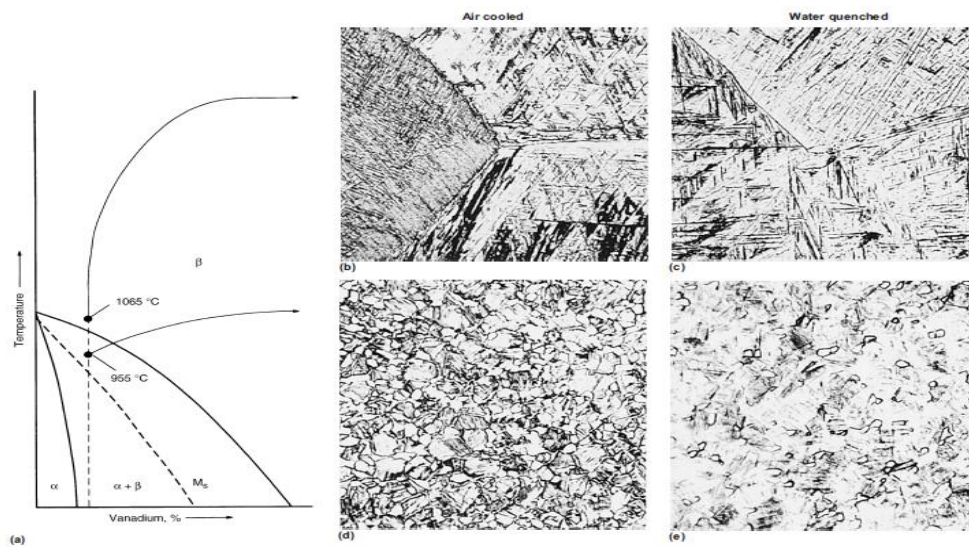 Air cooled
Water quenched
(b)
(c)
β
Temperature
1065 °C
955 °C
α
α + β
Ms
Vanadium, %
(a)
(d)
(e)